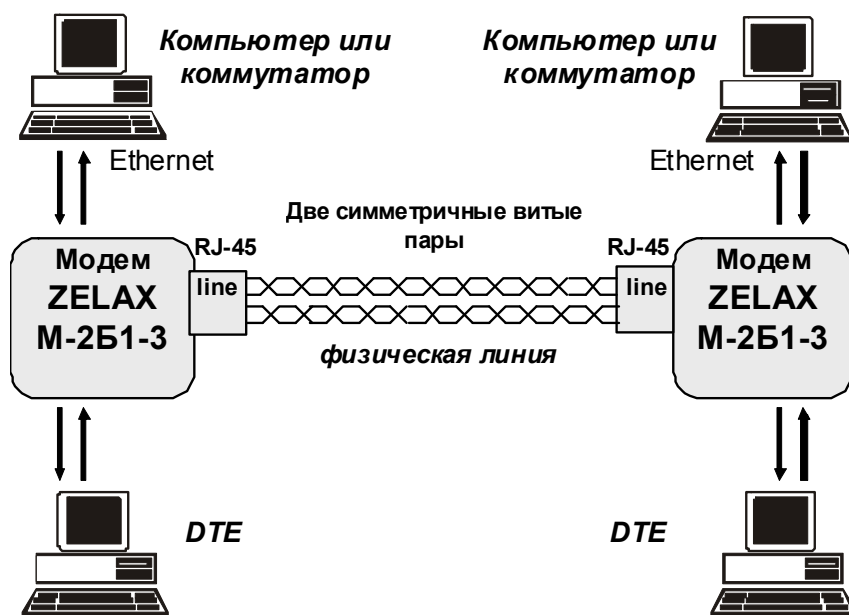 Компьютер или
коммутатор
Компьютер или
коммутатор
Ethernet
Ethernet
Две симметричные витые
пары
RJ-45
RJ-45
Модем
ZELAX
М-2Б1-3
line
line
Модем
ZELAX
М-2Б1-3
физическая линия
DTE
DTE